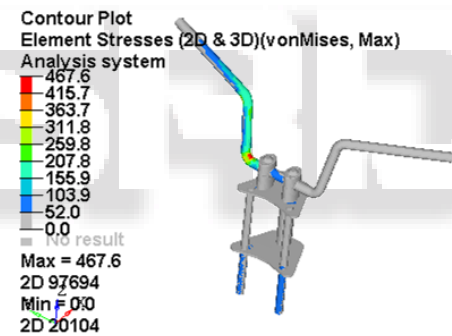 Contour Plot
Element Stresses (2D & 3D)(vonMises, Max)
Analysis system
467.6
415.7
363.7
311.8
259.8
207.8
155.9
103.9
52.0
0.0
No result
Max = 467.6
2D 97694
Min = 0.0
2D 20104
Z